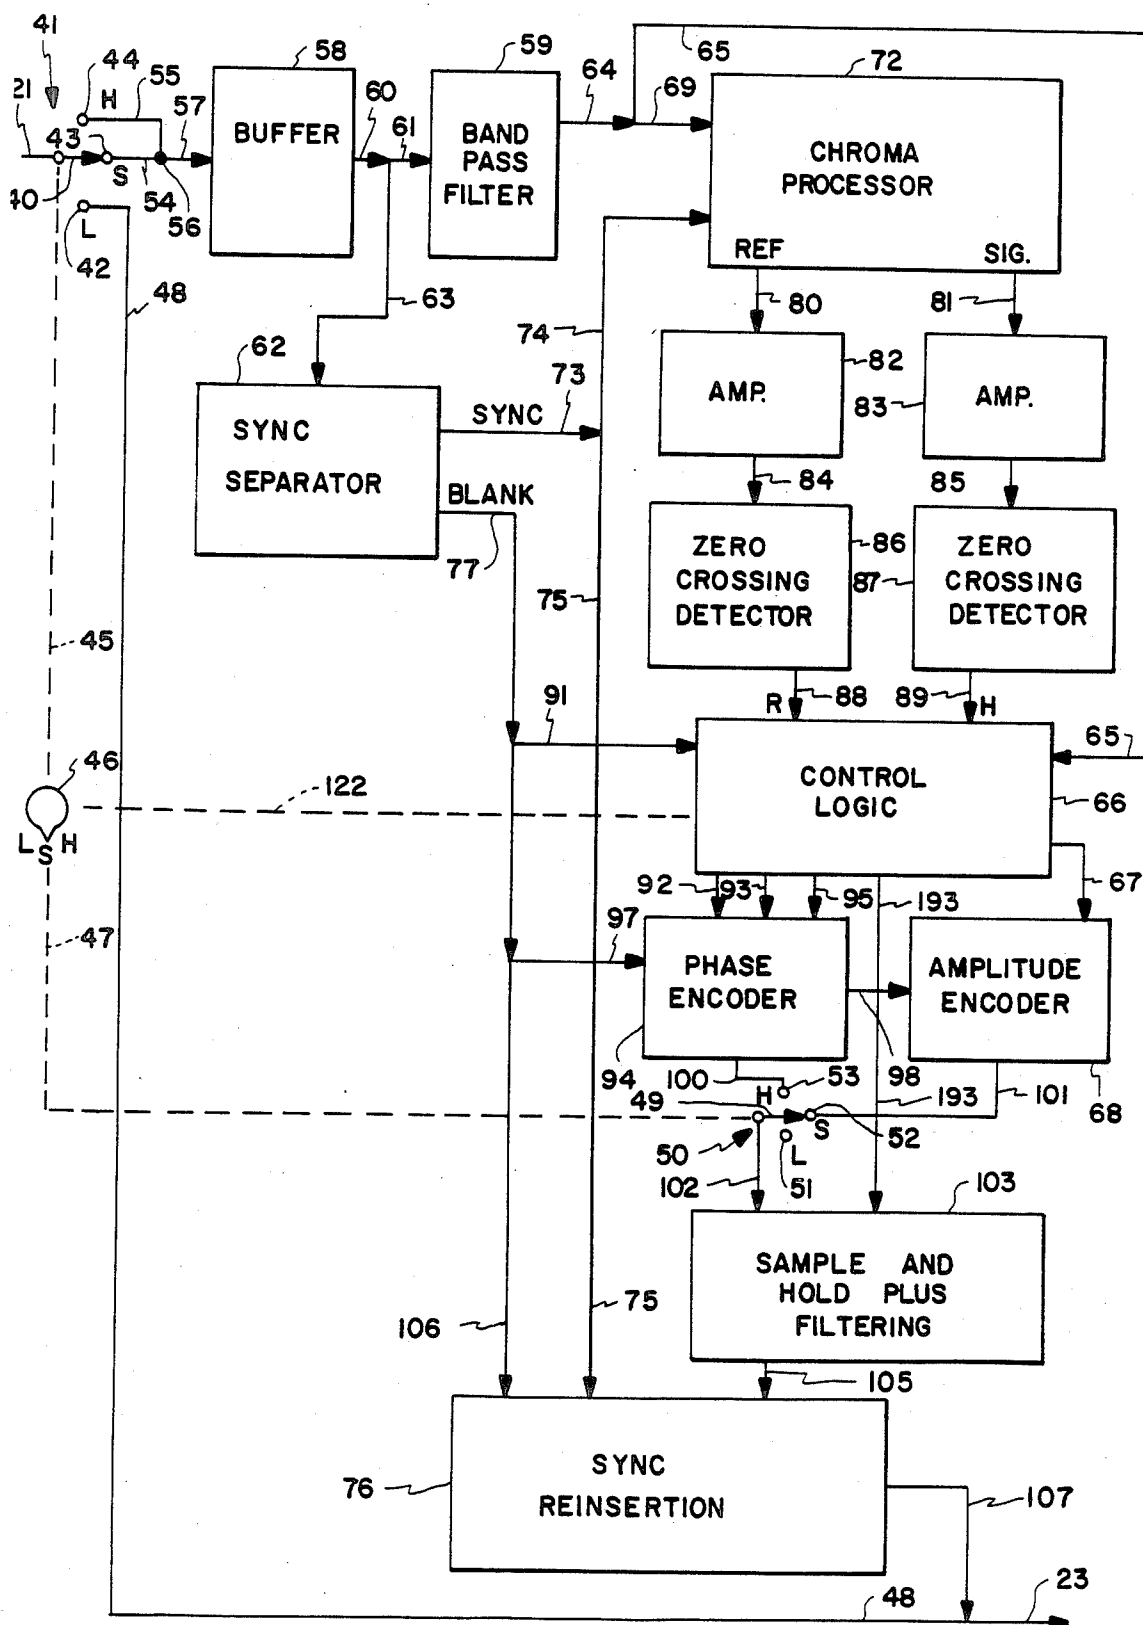 41
58
59
65
72
44
H
55
57
60
61
64
69
21
43
BUFFER
BAND
PASS
FILTER
CHROMA
PROCESSOR
S
54
56
L
42
48
63
REF
SIG.
80
81
74
62
73
82
AMP.
83
AMP.
SYNC
SYNC
SEPARATOR
BLANK
77
84
85
75
ZERO
CROSSING
DETECTOR
86
87
ZERO
CROSSING
DETECTOR
45
R
88
89
H
91
65
46
122
CONTROL
LOGIC
66
L S H
92
93
95
193
67
47
97
PHASE
ENCODER
AMPLITUDE
ENCODER
94
100
H
53
98
193
101
68
49
S
52
50
L
51
102
103
SAMPLE AND
HOLD PLUS
FILTERING
106
75
105
76
SYNC
REINSERTION
107
48
23